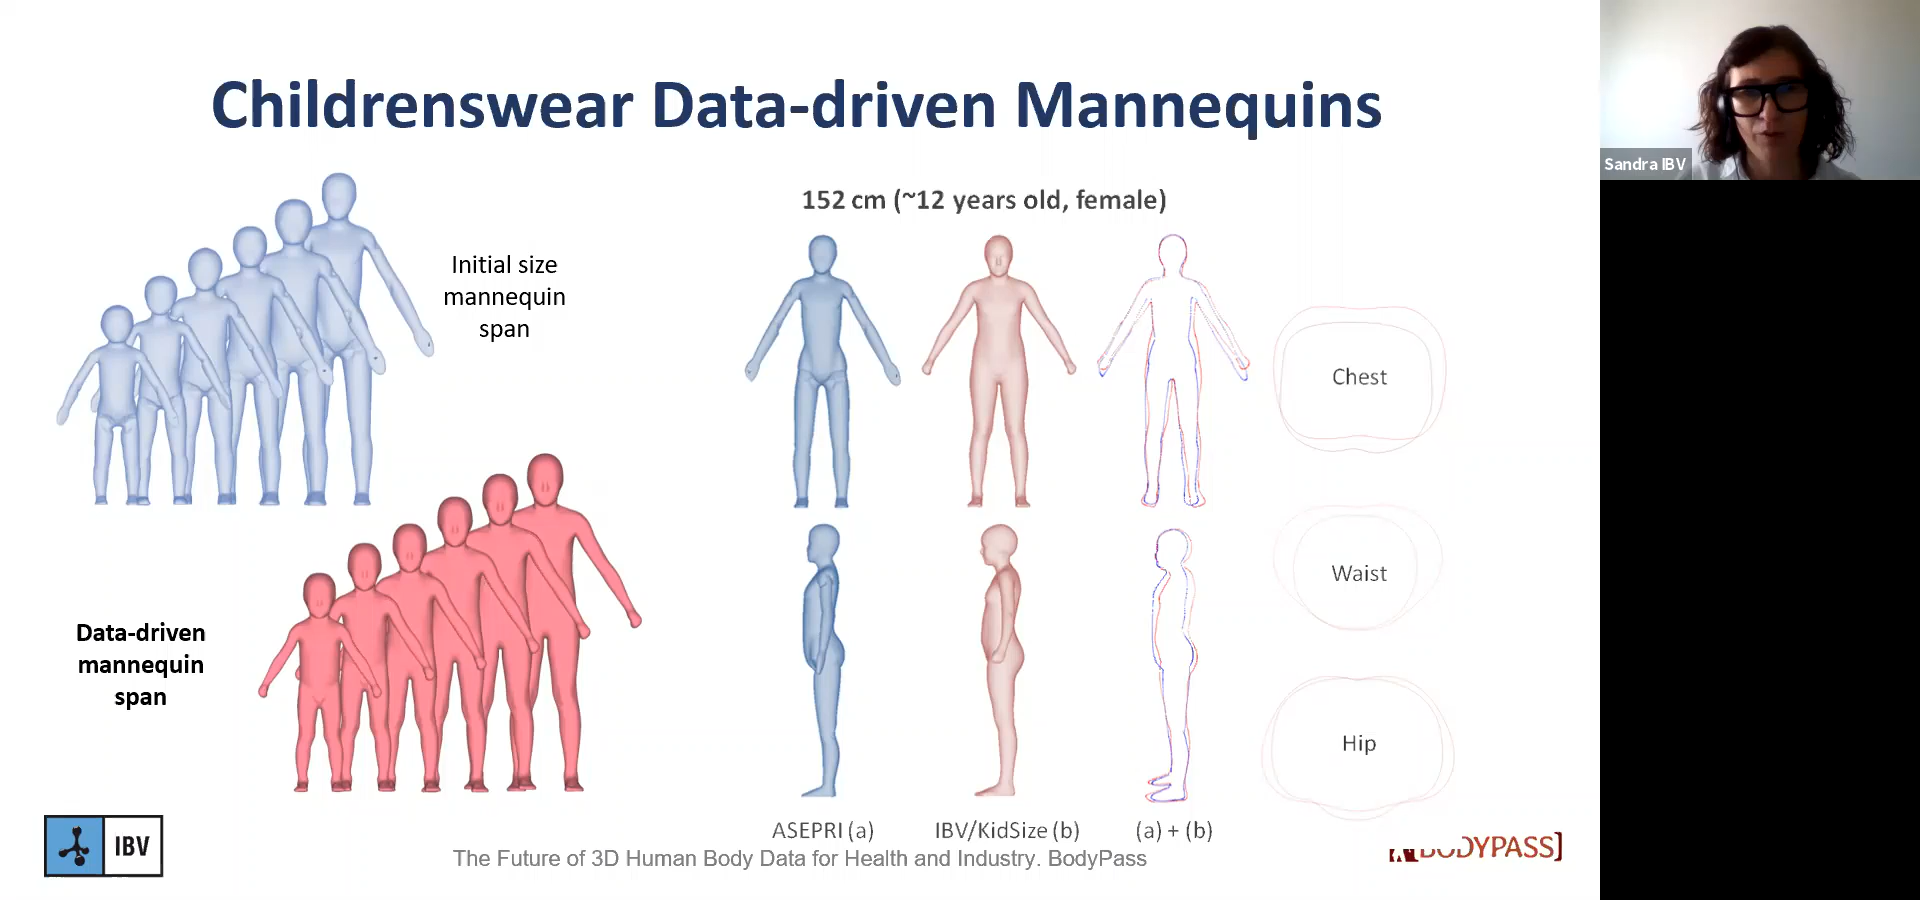 Childrenswear Data-driven Mannequins
Sandra IBV
152 cm (~12 years old, female)
Initial size
mannequin
span
Chest
Waist
Data-driven
mannequin
span
Hip
ASEPRI (a)
IBV/KidSize (b)
(a) + (b)
IBV
The Future of 3D Human Body Data for Health and Industry. BodyPass
BODYPASS]